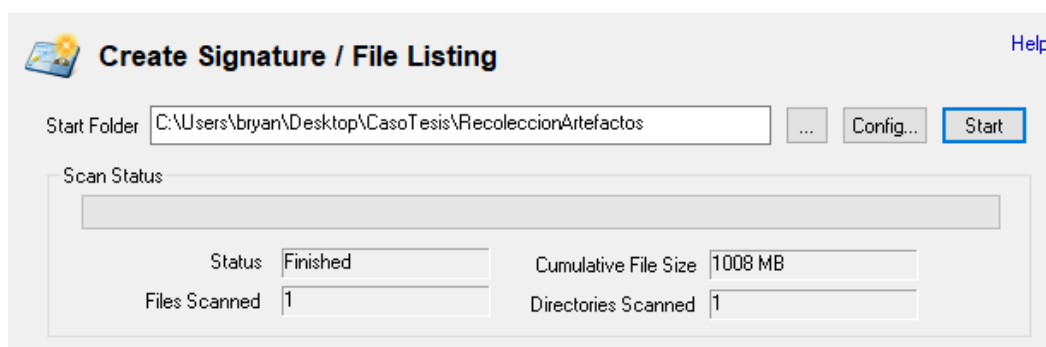 Create Signature / File Listing
Help
Start Folder C:\Users\bryan\Desktop\CasoTesis\RecoleccionArtefactos ... Config... Start
Scan Status
Status Finished Cumulative File Size 1008 MB
Files Scanned 1 Directories Scanned 1